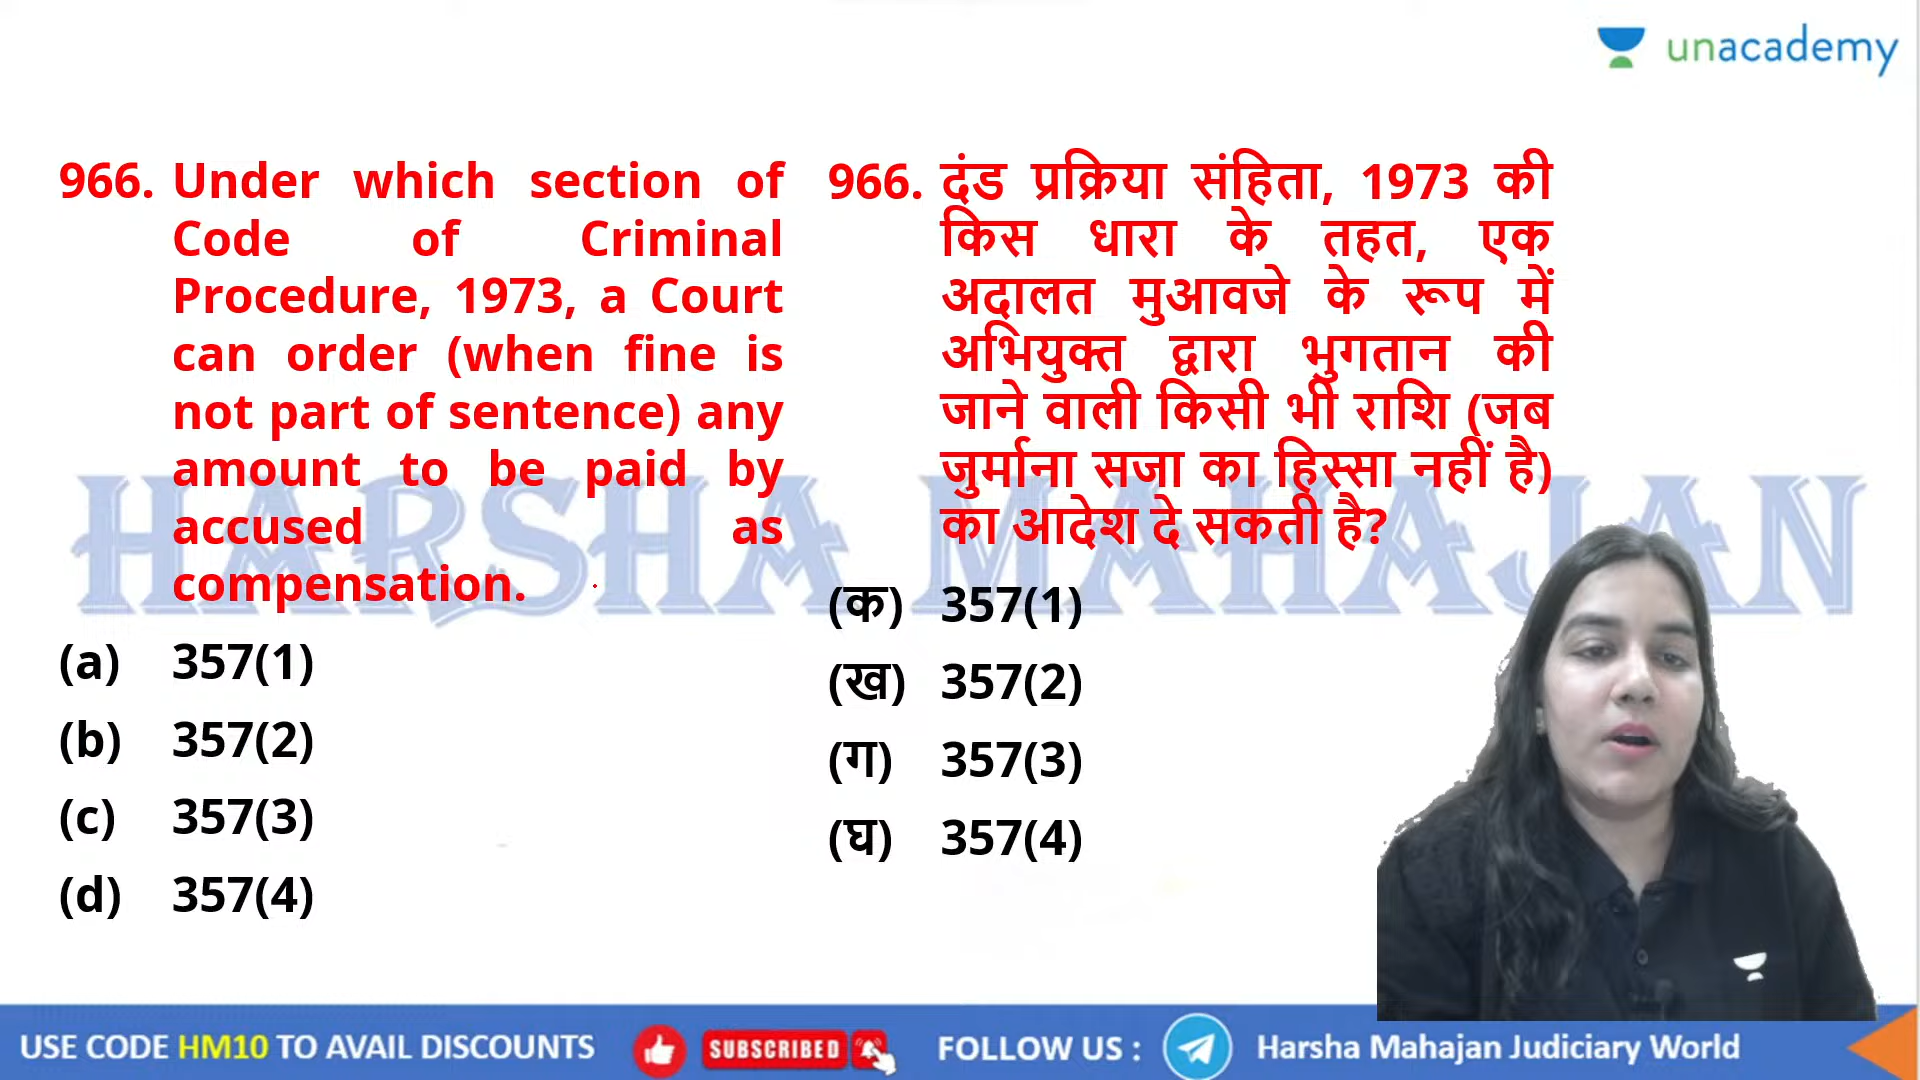 unacademy
966. Under which section of
Code of Criminal
Procedure, 1973, a Court
can order (when fine is
not part of sentence) any
amount to be paid by
accused as
compensation.
(a) 357(1)
(b) 357(2)
(c) 357(3)
(d) 357(4)
966. दंड प्रक्रिया संहिता, 1973 की
किस धारा के तहत, एक
अदालत मुआवजे के रूप में
अभियुक्त द्वारा भुगतान की
जाने वाली किसी भी राशि (जब
जुर्माना सजा का हिस्सा नहीं है)
का आदेश दे सकती है?
(क) 357(1)
(ख) 357(2)
(ग) 357(3)
(घ) 357(4)
HARSHA MAHAJAN
USE CODE HM10 TO AVAIL DISCOUNTS
SUBSCRIBED
FOLLOW US :
Harsha Mahajan Judiciary World